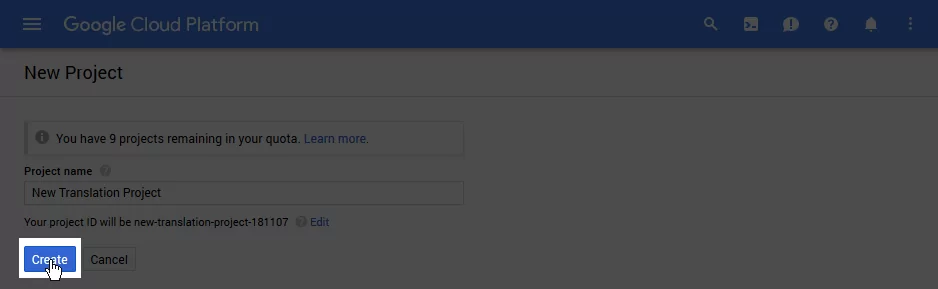 Google Cloud Platform
New Project
You have 9 projects remaining in your quota. Learn more.
Project name
New Translation Project
Your project ID will be new-translation-project-181107 Edit
Create Cancel